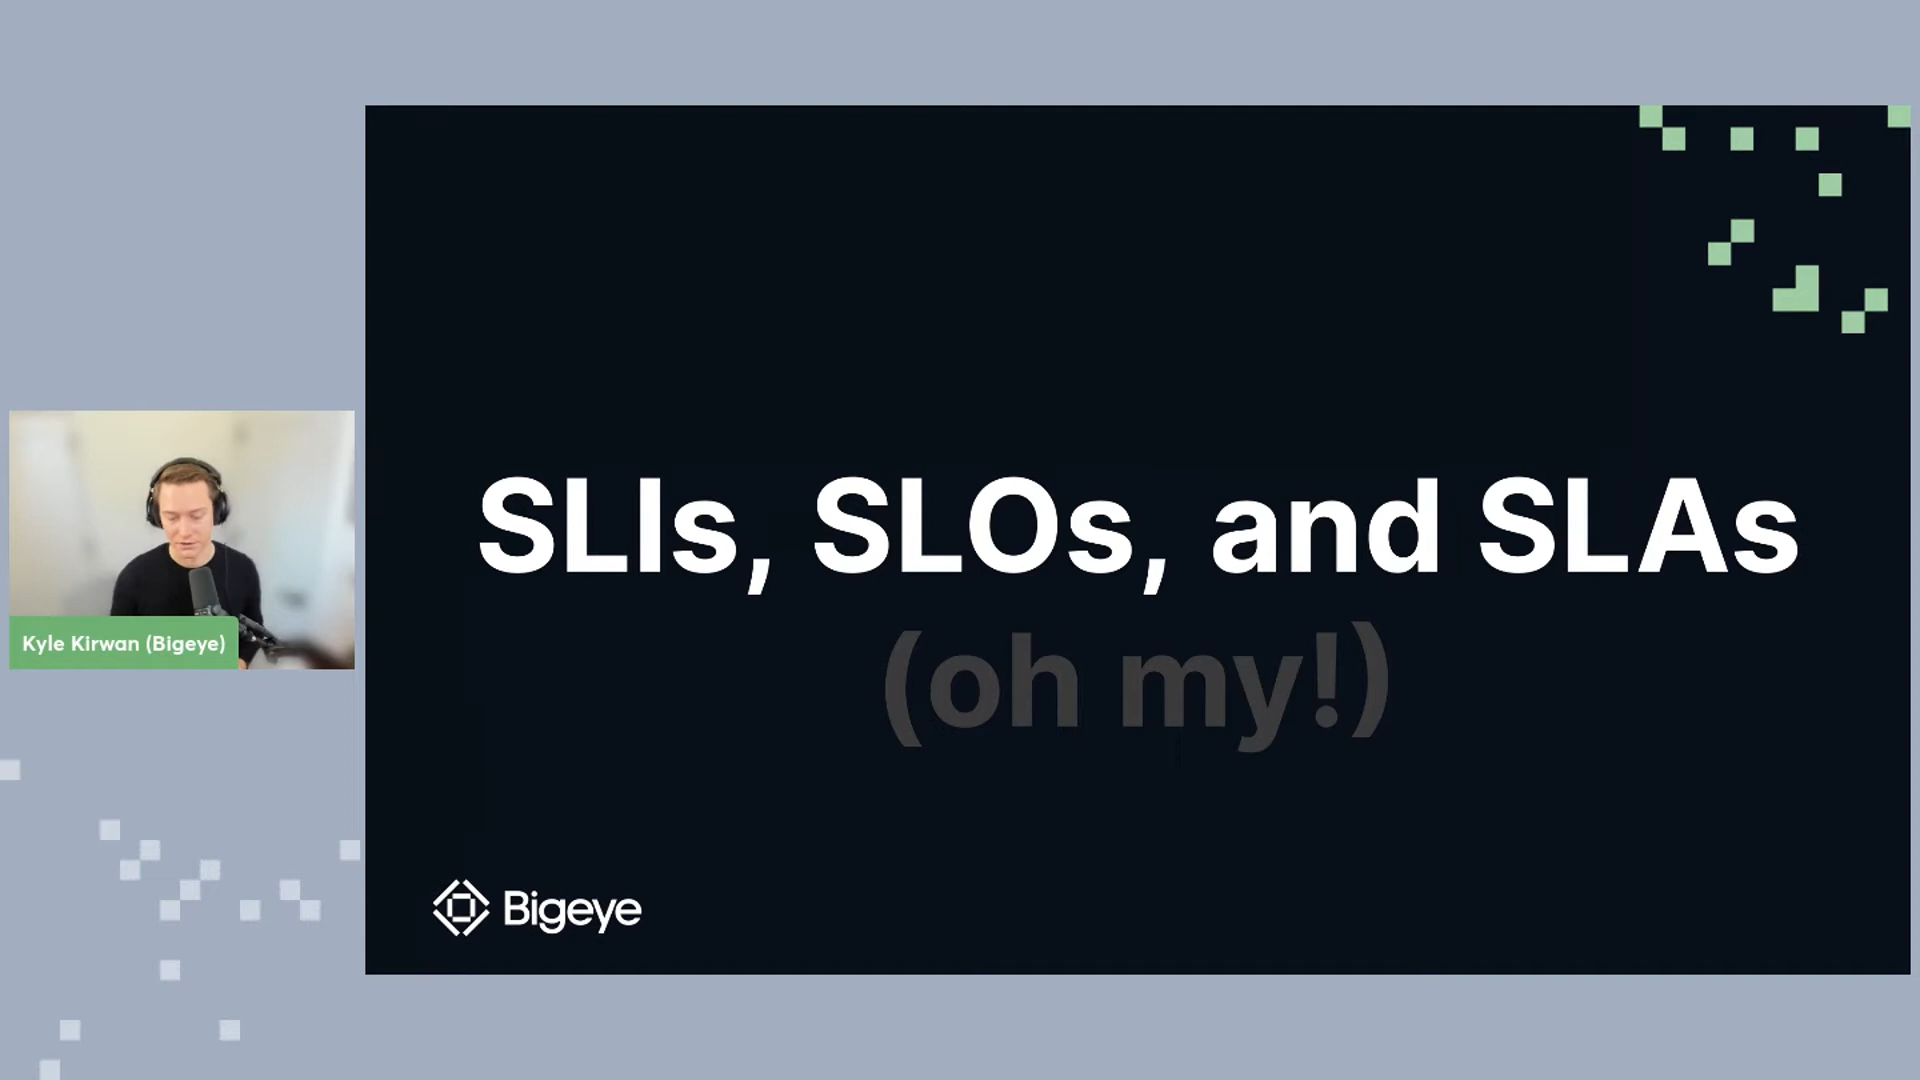 SLIs, SLOs, and SLAs
(oh my!)
Kyle Kirwan (Bigeye)
Bigeye